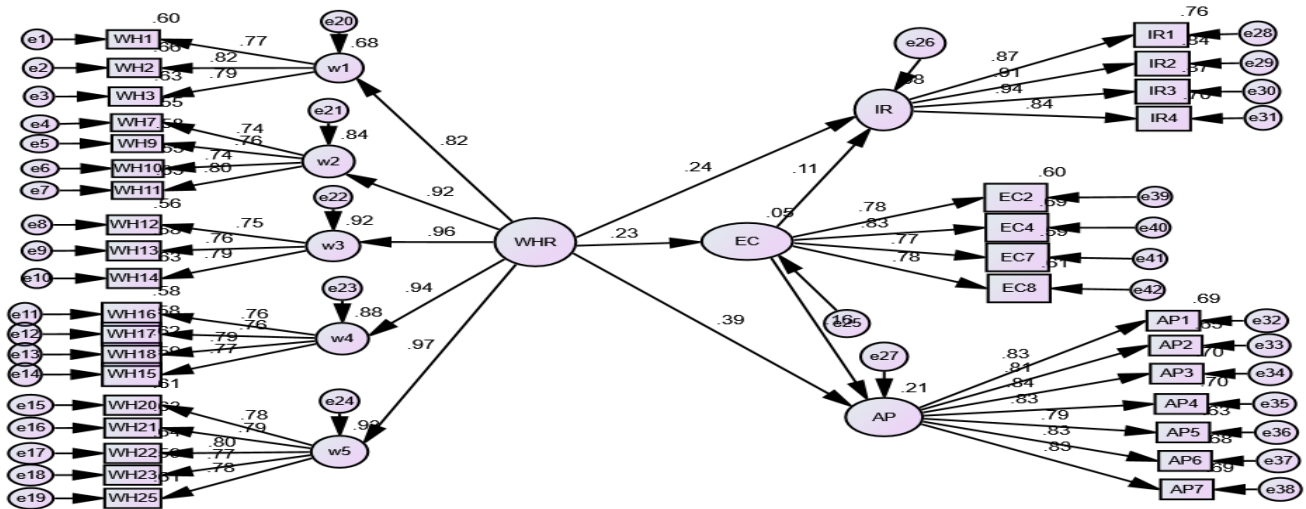 .60
e1 WH1 .77
.66
e2 WH2 .82
.63
e3 WH3 .79
.55
e20
.68
w1
e4 WH7 .74
.58
e5 WH9 .76
.55
e6 WH10 .74
e7 WH11 .80
e21
.84
w2
.56
e8 WH12 .75
.58
e9 WH13 .76
.63
e10 WH14 .79
e22
.92
w3
.58
e11 WH16 .76
.58
e12 WH17 .76
.62
e13 WH18 .79
e14 WH15 .77
e23
.88
w4
.61
e15 WH20 .78
e16 WH21 .79
e17 WH22 .80
e18 WH23 .77
e19 WH25 .78
.61
e24
w5
.82
.92
.96
.94
.97
WHR
.24
.23
.39
.05
EC
.11
.16
e25
e26
IR
.76
.87 IR1 e28
.84
.91 IR2 e29
.87
.94 IR3 e30
.84 IR4 e31
.60
.78 EC2 e39
.69
.83 EC4 e40
.59
.77 EC7 e41
.61
.78 EC8 e42
e27
.21
AP
.69
.83 AP1 e32
.81 AP2 e33
.70
.84 AP3 e34
.70
.83 AP4 e35
.63
.79 AP5 e36
.68
.83 AP6 e37
.69
.83 AP7 e38